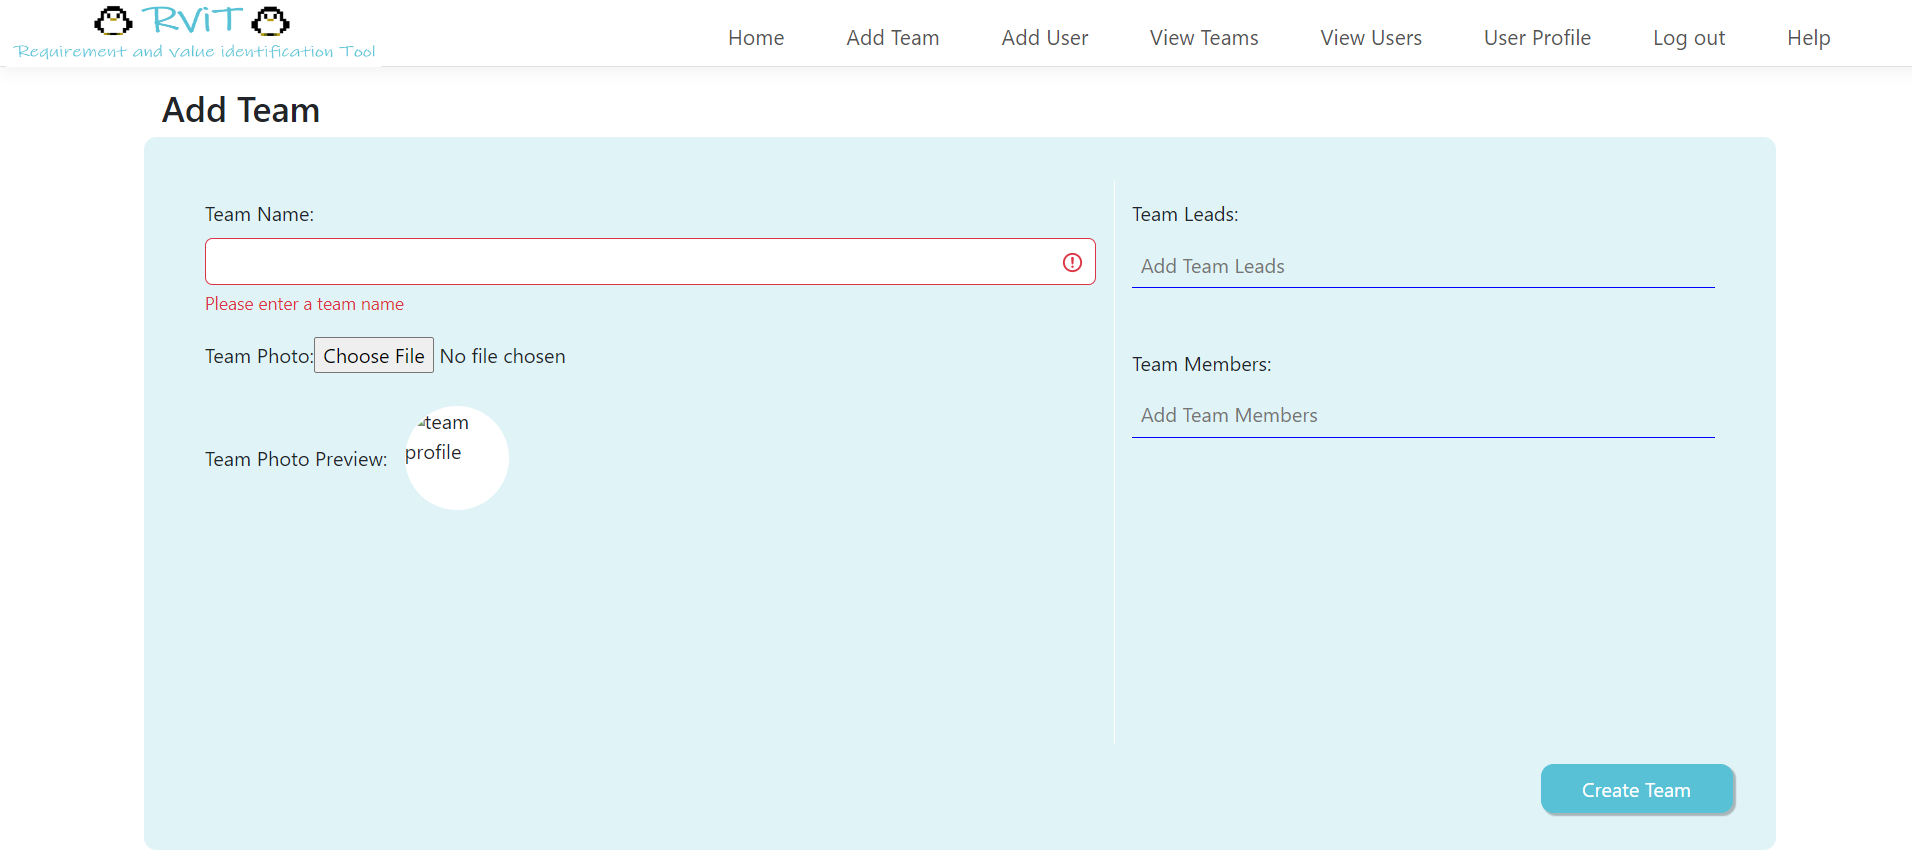 RViT
Requirement and value identification Tool
Home Add Team Add User View Teams View Users User Profile Log out Help
Add Team
Team Name:
Please enter a team name
Team Photo: Choose File No file chosen
Team Photo Preview: team
profile
Team Leads:
Add Team Leads
Team Members:
Add Team Members
Create Team